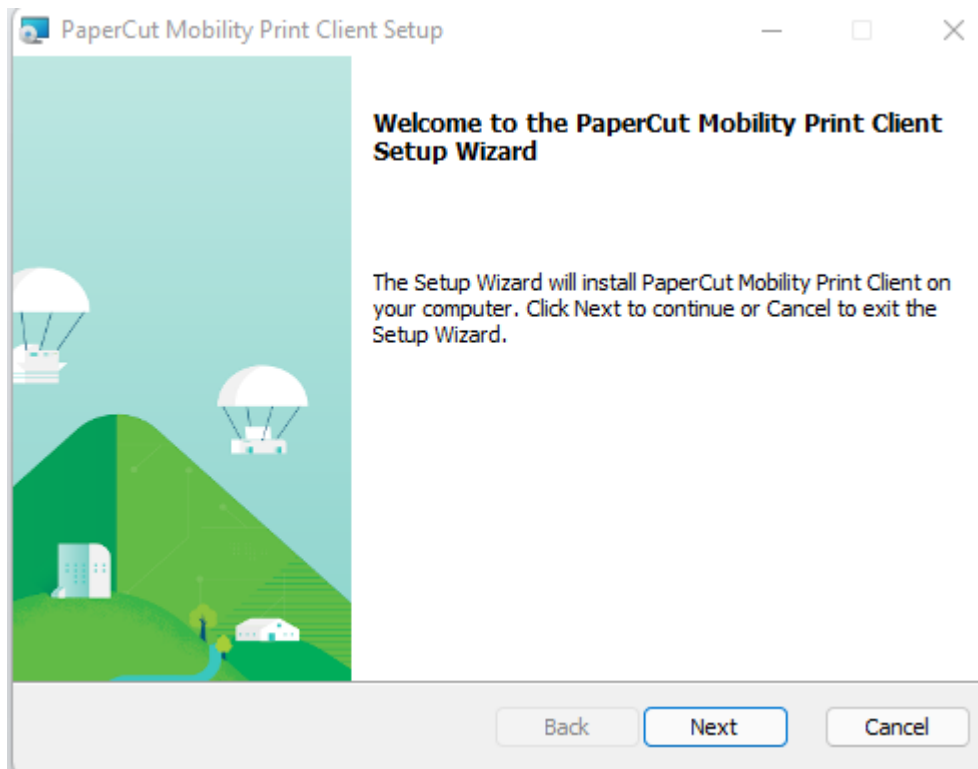 PaperCut Mobility Print Client Setup
Welcome to the PaperCut Mobility Print Client
Setup Wizard
The Setup Wizard will install PaperCut Mobility Print Client on
your computer. Click Next to continue or Cancel to exit the
Setup Wizard.
Back
Next
Cancel